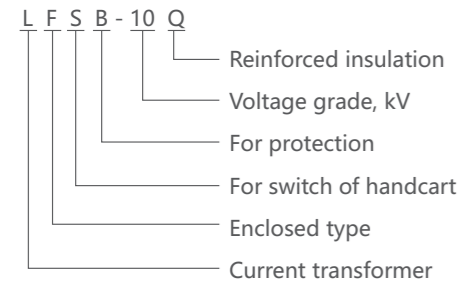 L F S B - 10 Q
Reinforced insulation
Voltage grade, kV
For protection
For switch of handcart
Enclosed type
Current transformer